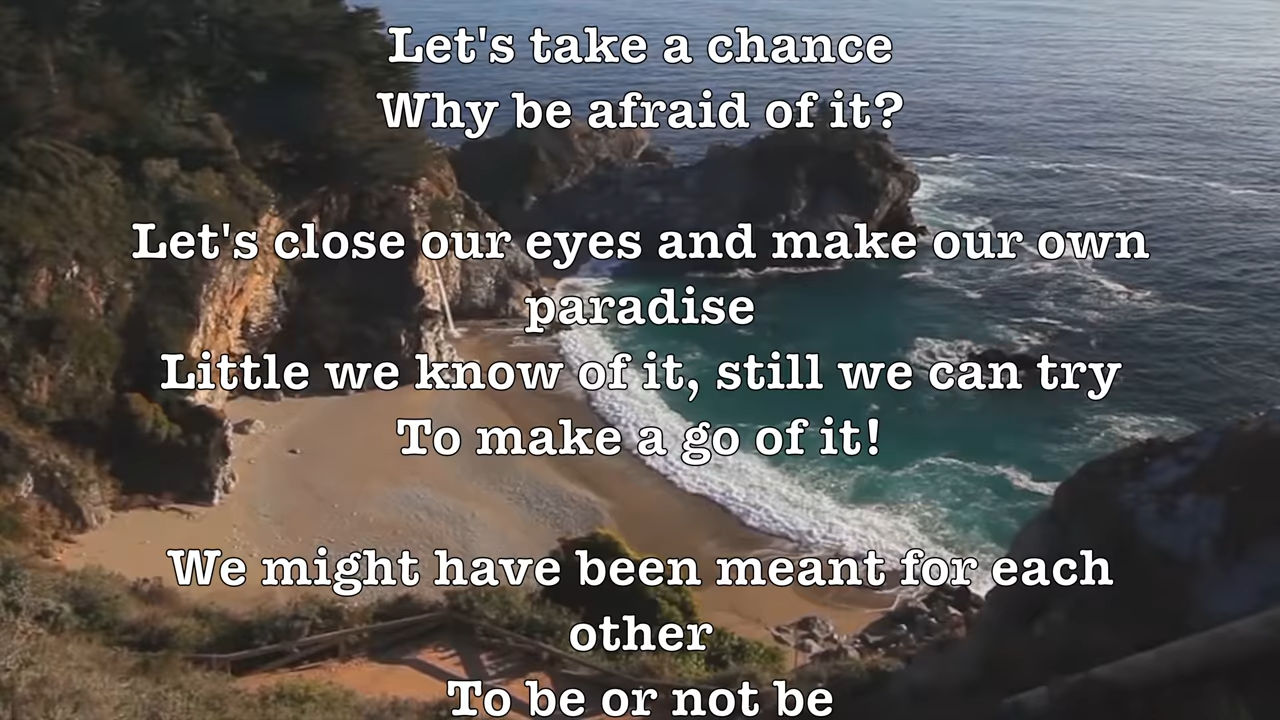 Let's take a chance
Why be afraid of it?
Let's close our eyes and make our own
paradise
Little we know of it, still we can try
To make a go of it!
We might have been meant for each
other
To be or not be